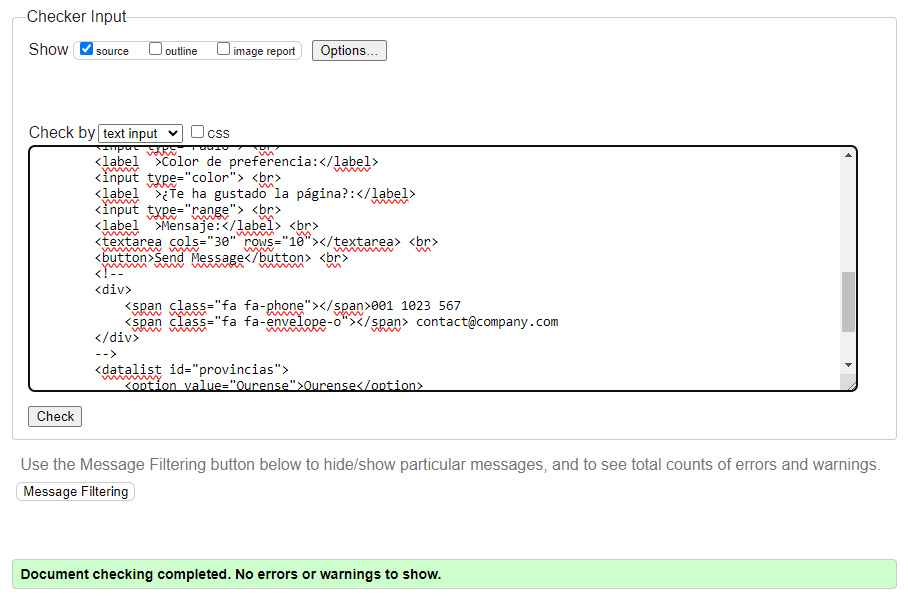 Checker Input
Show source outline image report Options...
Check by text input css
<input type="radio"> <br>
<label  >Color de preferencia:</label>
<input type="color"> <br>
<label  >¿Te ha gustado la página?:</label>
<input type="range"> <br>
<label  >Mensaje:</label> <br>
<textarea cols="30" rows="10"></textarea> <br>
<button>Send Message</button> <br>
<!--
<div>
<span class="fa fa-phone"></span>001 1023 567
<span class="fa fa-envelope-o"></span> contact@company.com
</div>
-->
<datalist id="provincias">
<option value="Ourense">Ourense</option>
Check
Use the Message Filtering button below to hide/show particular messages, and to see total counts of errors and warnings.
Message Filtering
Document checking completed. No errors or warnings to show.